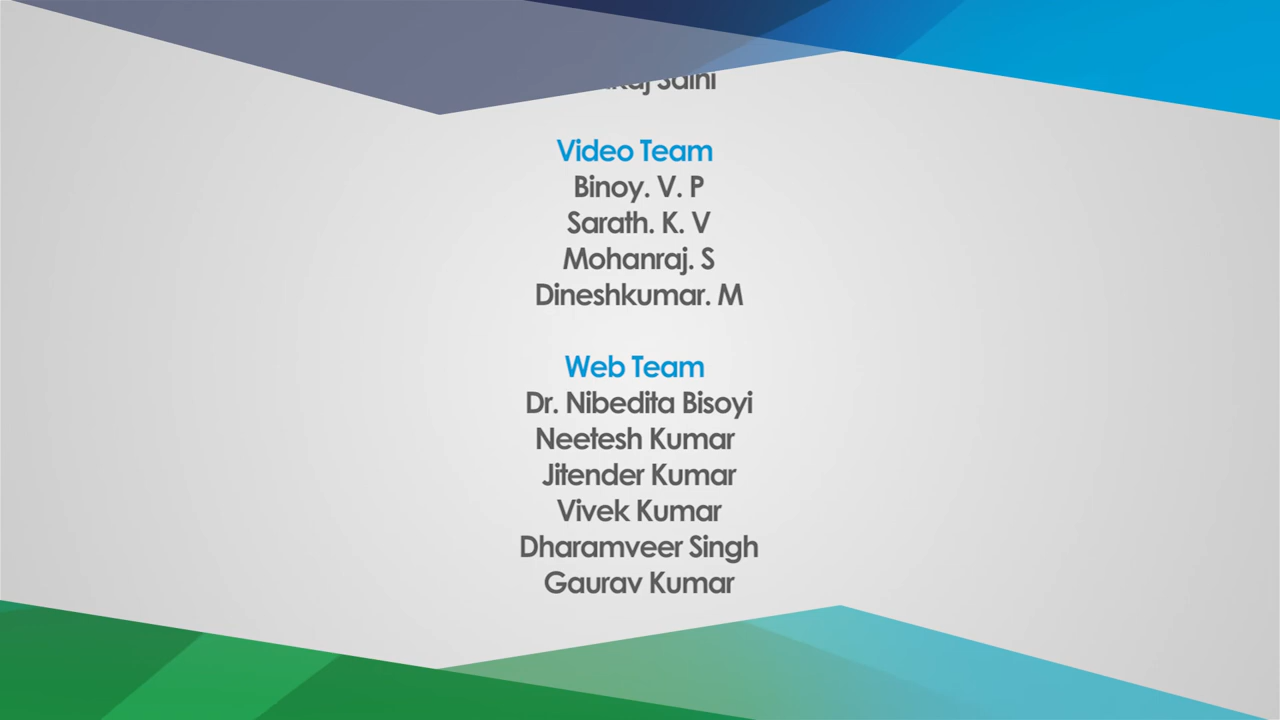 Saini
Video Team
Binoy. V. P
Sarath. K. V
Mohanraj. S
Dineshkumar. M
Web Team
Dr. Nibedita Bisoyi
Neetesh Kumar
Jitender Kumar
Vivek Kumar
Dharamveer Singh
Gaurav Kumar